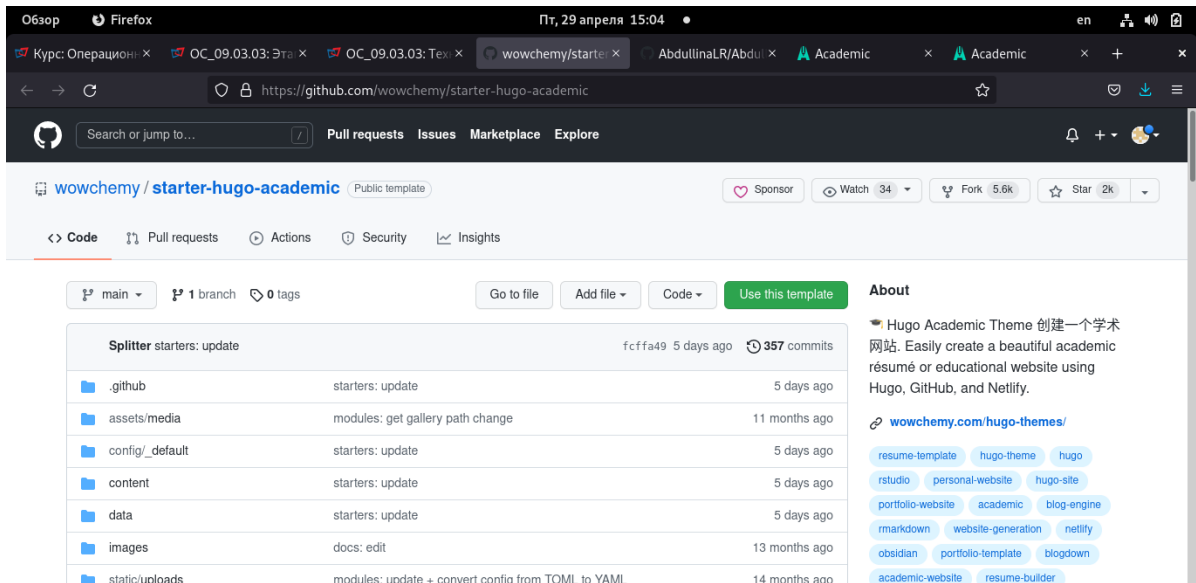 Обзор Firefox Пт, 29 апреля 15:04 en
Курс: Операционн ОС_09.03.03: Эта ОС_09.03.03: Тех wowchemy/starte AbdullinaLR/Abdul Academic Academic
https://github.com/wowchemy/starter-hugo-academic
Search or jump to… / Pull requests Issues Marketplace Explore
wowchemy / starter-hugo-academic Public template Sponsor Watch 34 Fork 5.6k Star 2k
Code Pull requests Actions Security Insights
main 1 branch 0 tags Go to file Add file Code Use this template
Splitter starters: update fcffa49 5 days ago 357 commits
.github starters: update 5 days ago
assets/media modules: get gallery path change 11 months ago
config/_default starters: update 5 days ago
content starters: update 5 days ago
data starters: update 5 days ago
images docs: edit 13 months ago
static/uploads modules: update + convert config from TOML to YAML 14 months ago
About
Hugo Academic Theme 创建一个学术
网站. Easily create a beautiful academic
résumé or educational website using
Hugo, GitHub, and Netlify.
wowchemy.com/hugo-themes/
resume-template hugo-theme hugo
rstudio personal-website hugo-site
portfolio-website academic blog-engine
rmarkdown website-generation netlify
obsidian portfolio-template blogdown
academic-website resume-builder